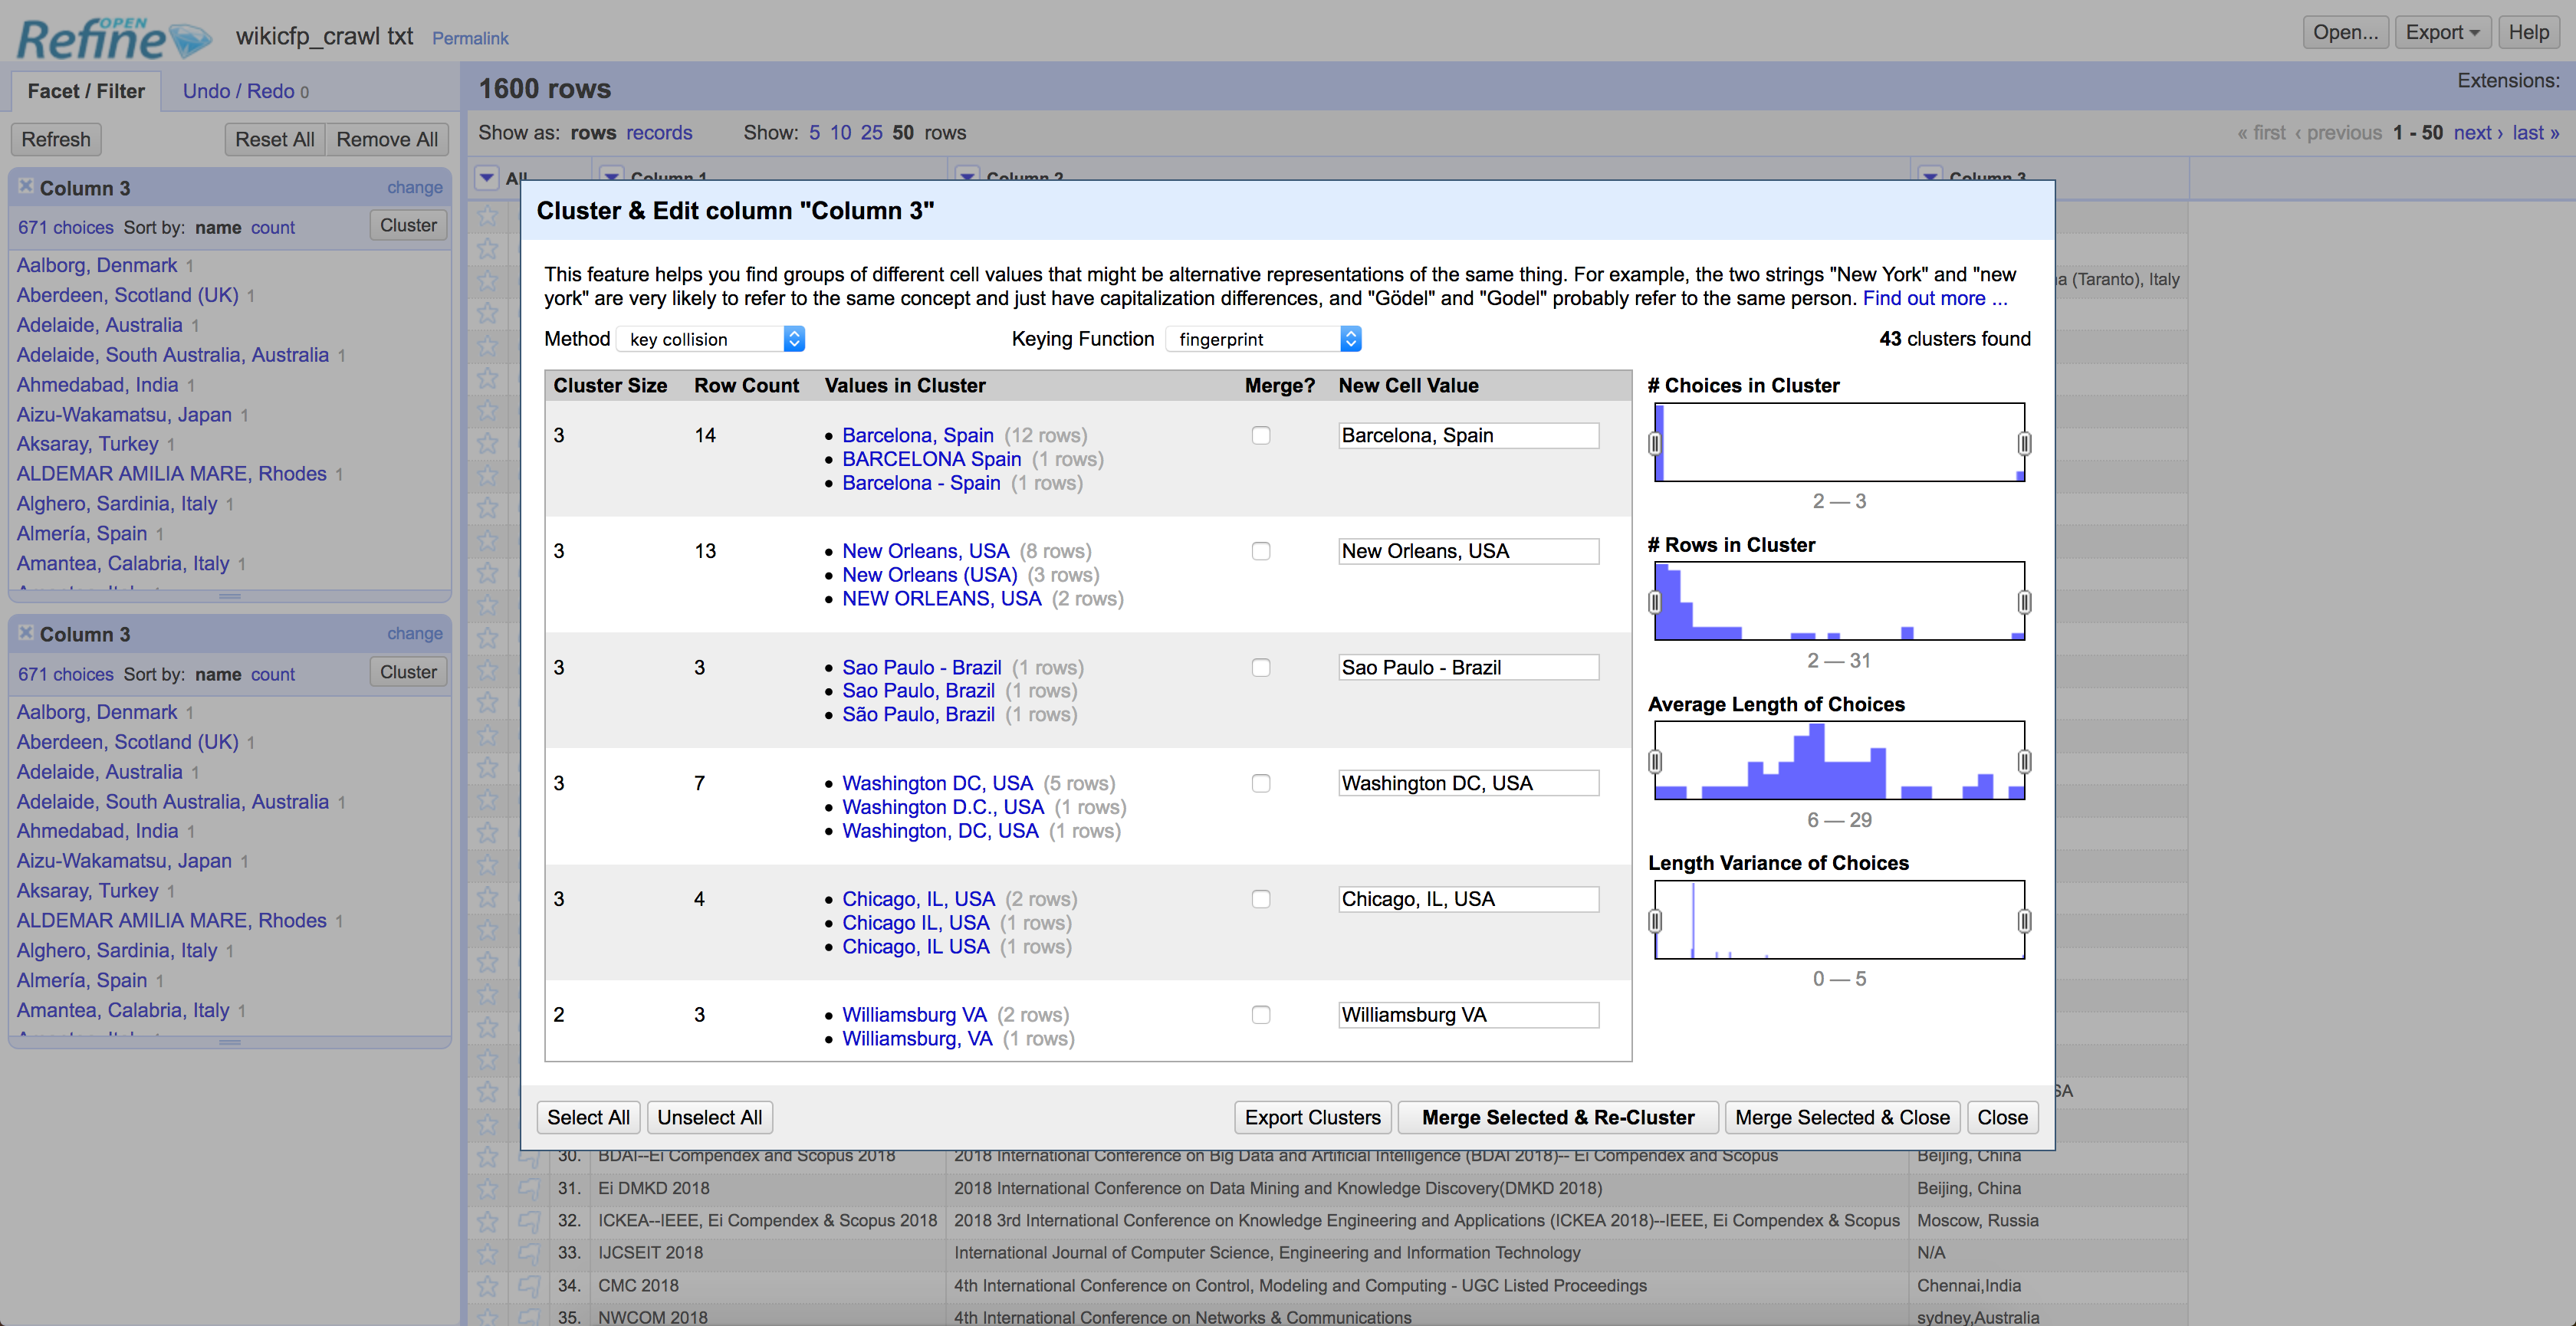 OPEN
Refine wikicfp_crawl txt Permalink Open... Export Help
Facet / Filter Undo / Redo 0 1600 rows Extensions:
Refresh Reset All Remove All Show as: rows records Show: 5 10 25 50 rows « first ‹ previous 1 - 50 next › last »
All Column 1 Column 2 Column 3
Column 3 change
671 choices Sort by: name count Cluster
Aalborg, Denmark 1
Aberdeen, Scotland (UK) 1
Adelaide, Australia 1
Adelaide, South Australia, Australia 1
Ahmedabad, India 1
Aizu-Wakamatsu, Japan 1
Aksaray, Turkey 1
ALDEMAR AMILIA MARE, Rhodes 1
Alghero, Sardinia, Italy 1
Almería, Spain 1
Amantea, Calabria, Italy 1
Column 3 change
671 choices Sort by: name count Cluster
Aalborg, Denmark 1
Aberdeen, Scotland (UK) 1
Adelaide, Australia 1
Adelaide, South Australia, Australia 1
Ahmedabad, India 1
Aizu-Wakamatsu, Japan 1
Aksaray, Turkey 1
ALDEMAR AMILIA MARE, Rhodes 1
Alghero, Sardinia, Italy 1
Almería, Spain 1
Amantea, Calabria, Italy 1
Cluster & Edit column "Column 3"
This feature helps you find groups of different cell values that might be alternative representations of the same thing. For example, the two strings "New York" and "new
york" are very likely to refer to the same concept and just have capitalization differences, and "Gödel" and "Godel" probably refer to the same person. Find out more ...
Method key collision Keying Function fingerprint 43 clusters found
Cluster Size Row Count Values in Cluster Merge? New Cell Value
3 14 • Barcelona, Spain (12 rows) Barcelona, Spain
• BARCELONA Spain (1 rows)
• Barcelona - Spain (1 rows)
3 13 • New Orleans, USA (8 rows) New Orleans, USA
• New Orleans (USA) (3 rows)
• NEW ORLEANS, USA (2 rows)
3 3 • Sao Paulo - Brazil (1 rows) Sao Paulo - Brazil
• Sao Paulo, Brazil (1 rows)
• São Paulo, Brazil (1 rows)
3 7 • Washington DC, USA (5 rows) Washington DC, USA
• Washington D.C., USA (1 rows)
• Washington, DC, USA (1 rows)
3 4 • Chicago, IL, USA (2 rows) Chicago, IL, USA
• Chicago IL, USA (1 rows)
• Chicago, IL USA (1 rows)
2 3 • Williamsburg VA (2 rows) Williamsburg VA
• Williamsburg, VA (1 rows)
# Choices in Cluster
2 — 3
# Rows in Cluster
2 — 31
Average Length of Choices
6 — 29
Length Variance of Choices
0 — 5
Select All Unselect All Export Clusters Merge Selected & Re-Cluster Merge Selected & Close Close
(Taranto), Italy
30. BDAI--Ei Compendex and Scopus 2018 2018 International Conference on Big Data and Artificial Intelligence (BDAI 2018)-- Ei Compendex and Scopus Beijing, China
31. Ei DMKD 2018 2018 International Conference on Data Mining and Knowledge Discovery(DMKD 2018) Beijing, China
32. ICKEA--IEEE, Ei Compendex & Scopus 2018 2018 3rd International Conference on Knowledge Engineering and Applications (ICKEA 2018)--IEEE, Ei Compendex & Scopus Moscow, Russia
33. IJCSEIT 2018 International Journal of Computer Science, Engineering and Information Technology N/A
34. CMC 2018 4th International Conference on Control, Modeling and Computing - UGC Listed Proceedings Chennai,India
35. NWCOM 2018 4th International Conference on Networks & Communications sydney,Australia